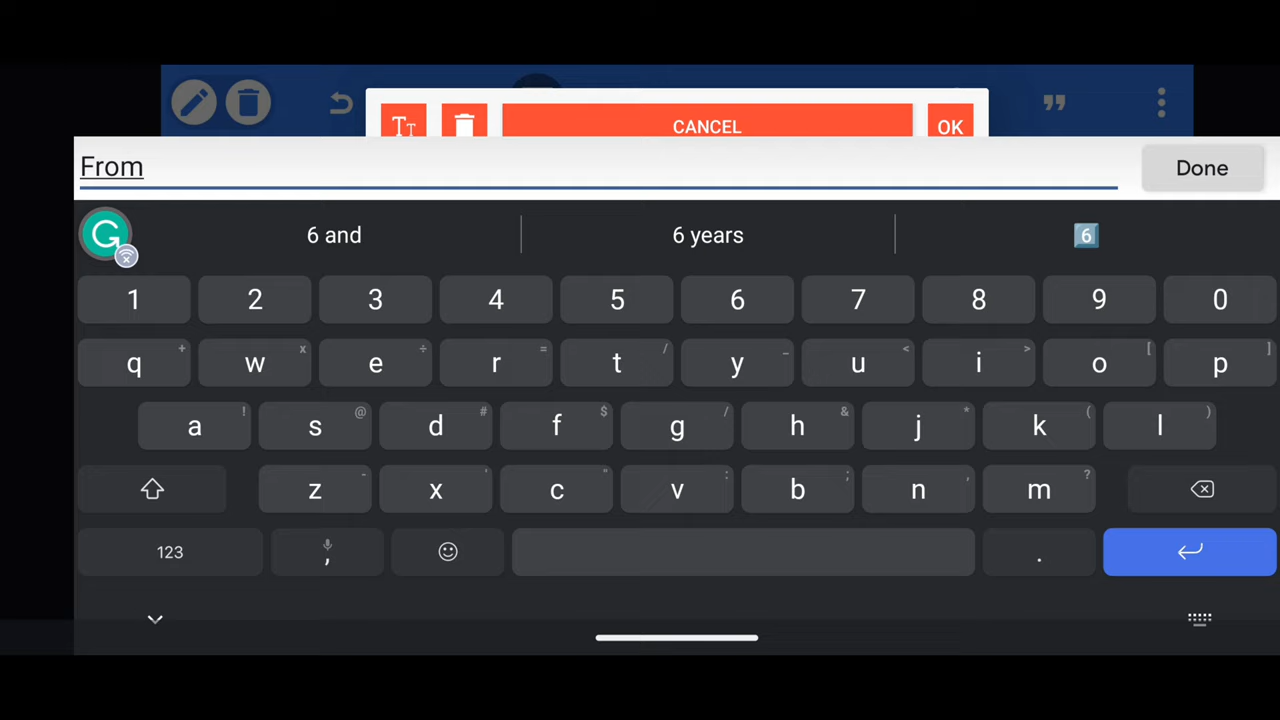 Tт CANCEL OK
From Done
6 and 6 years 6
1 2 3 4 5 6 7 8 9 0
q + w x e ÷ r = t / y _ u < i > o [ p ]
a ! s @ d # f $ g / h & j * k ( l )
z - x ' c " v : b ; n , m ?
123 , .